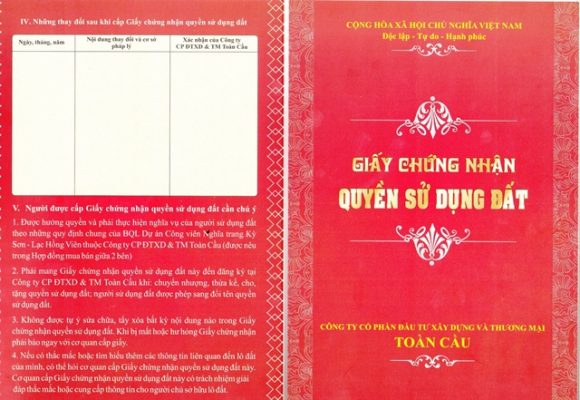 IV. Những thay đổi sau khi cấp Giấy chứng nhận quyền sử dụng đất
Ngày, tháng, năm
Nội dung thay đổi và cơ sở
pháp lý
Xác nhận của Công ty
CP ĐTXD & TM Toàn Cầu
V. Người được cấp Giấy chứng nhận quyền sử dụng đất cần chú ý
1. Được hưởng quyền và phải thực hiện nghĩa vụ của người sử dụng đất
theo những quy định chung của BQL Dự án Công viên Nghĩa trang Kỳ
Sơn - Lạc Hồng Viên thuộc Công ty CP ĐTXD & TM Toàn Cầu (được nêu
trong Hợp đồng mua bán giữa 2 bên)
2. Phải mang Giấy chứng nhận quyền sử dụng đất này đến đăng ký tại
Công ty CP ĐTXD & TM Toàn Cầu khi: chuyển nhượng, thừa kế, cho,
tặng quyền sử dụng đất; người sử dụng đất được phép sang đổi tên quyền
sử dụng đất.
3. Không được tự ý sửa chữa, tẩy xóa bất kỳ nội dung nào trong Giấy
chứng nhận quyền sử dụng đất. Khi bị mất hoặc hư hỏng Giấy chứng nhận
phải báo ngay với cơ quan cấp giấy.
4. Nếu có thắc mắc hoặc tìm hiểu thêm các thông tin liên quan đến lô đất
của mình, có thể hỏi cơ quan cấp Giấy chứng nhận quyền sử dụng đất này.
Cơ quan cấp Giấy chứng nhận quyền sử dụng đất này có trách nhiệm giải
đáp thắc mắc hoặc cung cấp thông tin cho người chủ sở hữu lô đất.
CỘNG HÒA XÃ HỘI CHỦ NGHĨA VIỆT NAM
Độc lập - Tự do - Hạnh phúc
GIẤY CHỨNG NHẬN
QUYỀN SỬ DỤNG ĐẤT
CÔNG TY CỔ PHẦN ĐẦU TƯ XÂY DỰNG VÀ THƯƠNG MẠI
TOÀN CẦU